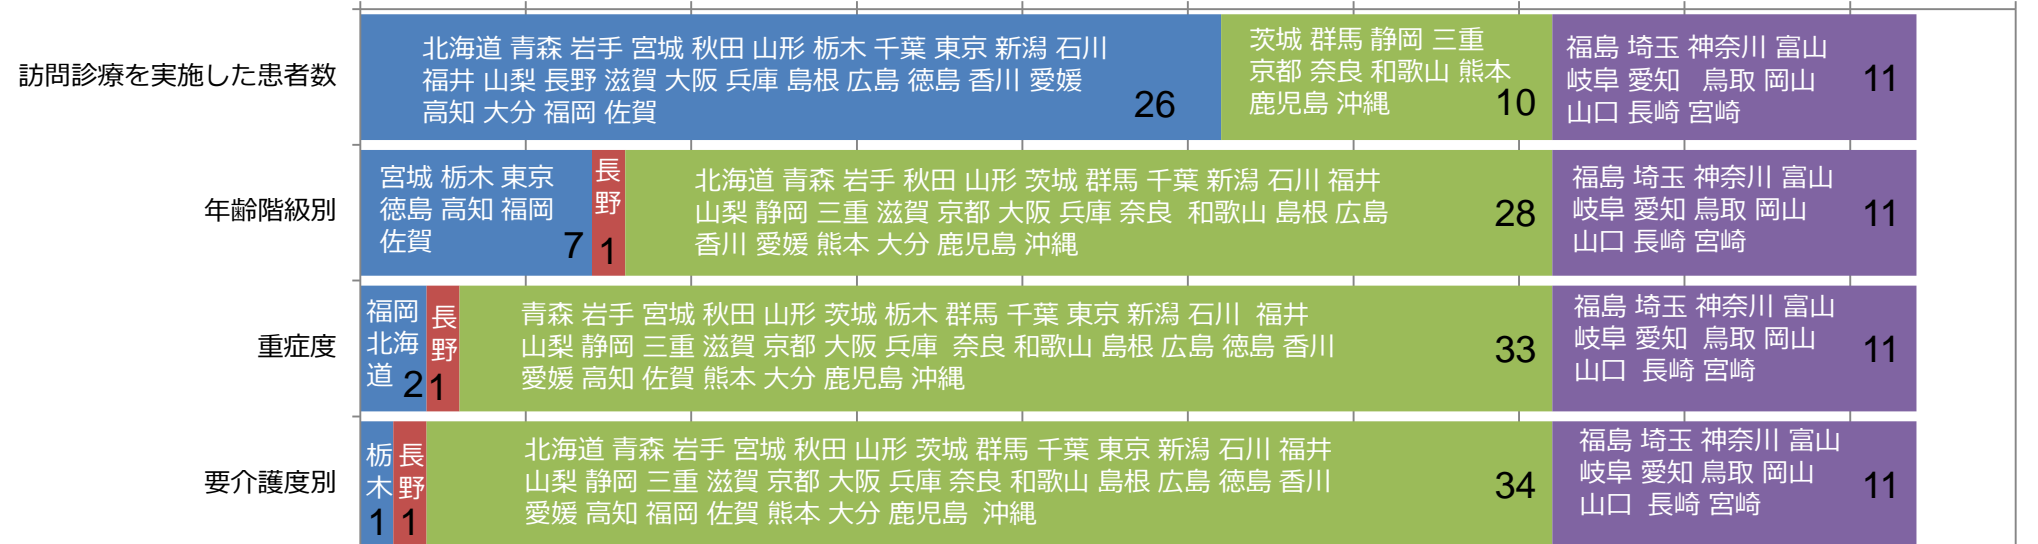 訪問診療を実施した患者数
北海道 青森 岩手 宮城 秋田 山形 栃木 千葉 東京 新潟 石川
福井 山梨 長野 滋賀 大阪 兵庫 島根 広島 徳島 香川 愛媛
高知 大分 福岡 佐賀
26
茨城 群馬 静岡 三重
京都 奈良 和歌山 熊本
鹿児島 沖縄
10
福島 埼玉 神奈川 富山
岐阜 愛知 鳥取 岡山
山口 長崎 宮崎
11
年齢階級別
宮城 栃木 東京
徳島 高知 福岡
佐賀
7
長野
1
北海道 青森 岩手 秋田 山形 茨城 群馬 千葉 新潟 石川 福井
山梨 静岡 三重 滋賀 京都 大阪 兵庫 奈良 和歌山 島根 広島
香川 愛媛 熊本 大分 鹿児島 沖縄
28
福島 埼玉 神奈川 富山
岐阜 愛知 鳥取 岡山
山口 長崎 宮崎
11
重症度
福岡
北海
道
2
長野
1
青森 岩手 宮城 秋田 山形 茨城 栃木 群馬 千葉 東京 新潟 石川 福井
山梨 静岡 三重 滋賀 京都 大阪 兵庫 奈良 和歌山 島根 広島 徳島 香川
愛媛 高知 佐賀 熊本 大分 鹿児島 沖縄
33
福島 埼玉 神奈川 富山
岐阜 愛知 鳥取 岡山
山口 長崎 宮崎
11
要介護度別
栃木
1
長野
1
北海道 青森 岩手 宮城 秋田 山形 茨城 群馬 千葉 東京 新潟 石川 福井
山梨 静岡 三重 滋賀 京都 大阪 兵庫 奈良 和歌山 島根 広島 徳島 香川
愛媛 高知 福岡 佐賀 熊本 大分 鹿児島 沖縄
34
福島 埼玉 神奈川 富山
岐阜 愛知 鳥取 岡山
山口 長崎 宮崎
11